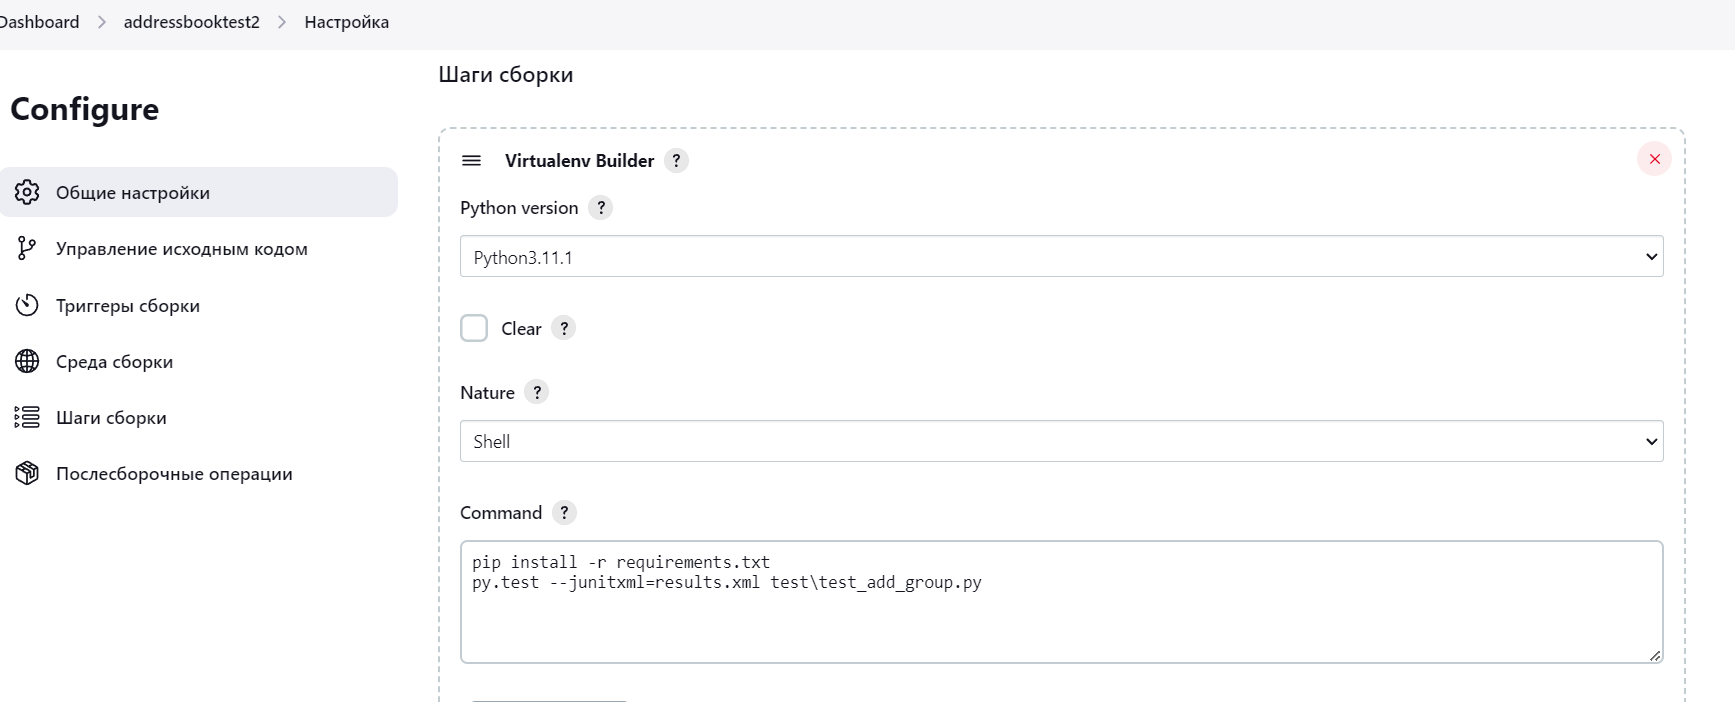 Dashboard > addressbooktest2 > Настройка
Configure
Общие настройки
Управление исходным кодом
Триггеры сборки
Среда сборки
Шаги сборки
Послесборочные операции
Шаги сборки
Virtualenv Builder ?
Python version ?
Python3.11.1
Clear ?
Nature ?
Shell
Command ?
pip install -r requirements.txt
py.test --junitxml=results.xml test\test_add_group.py